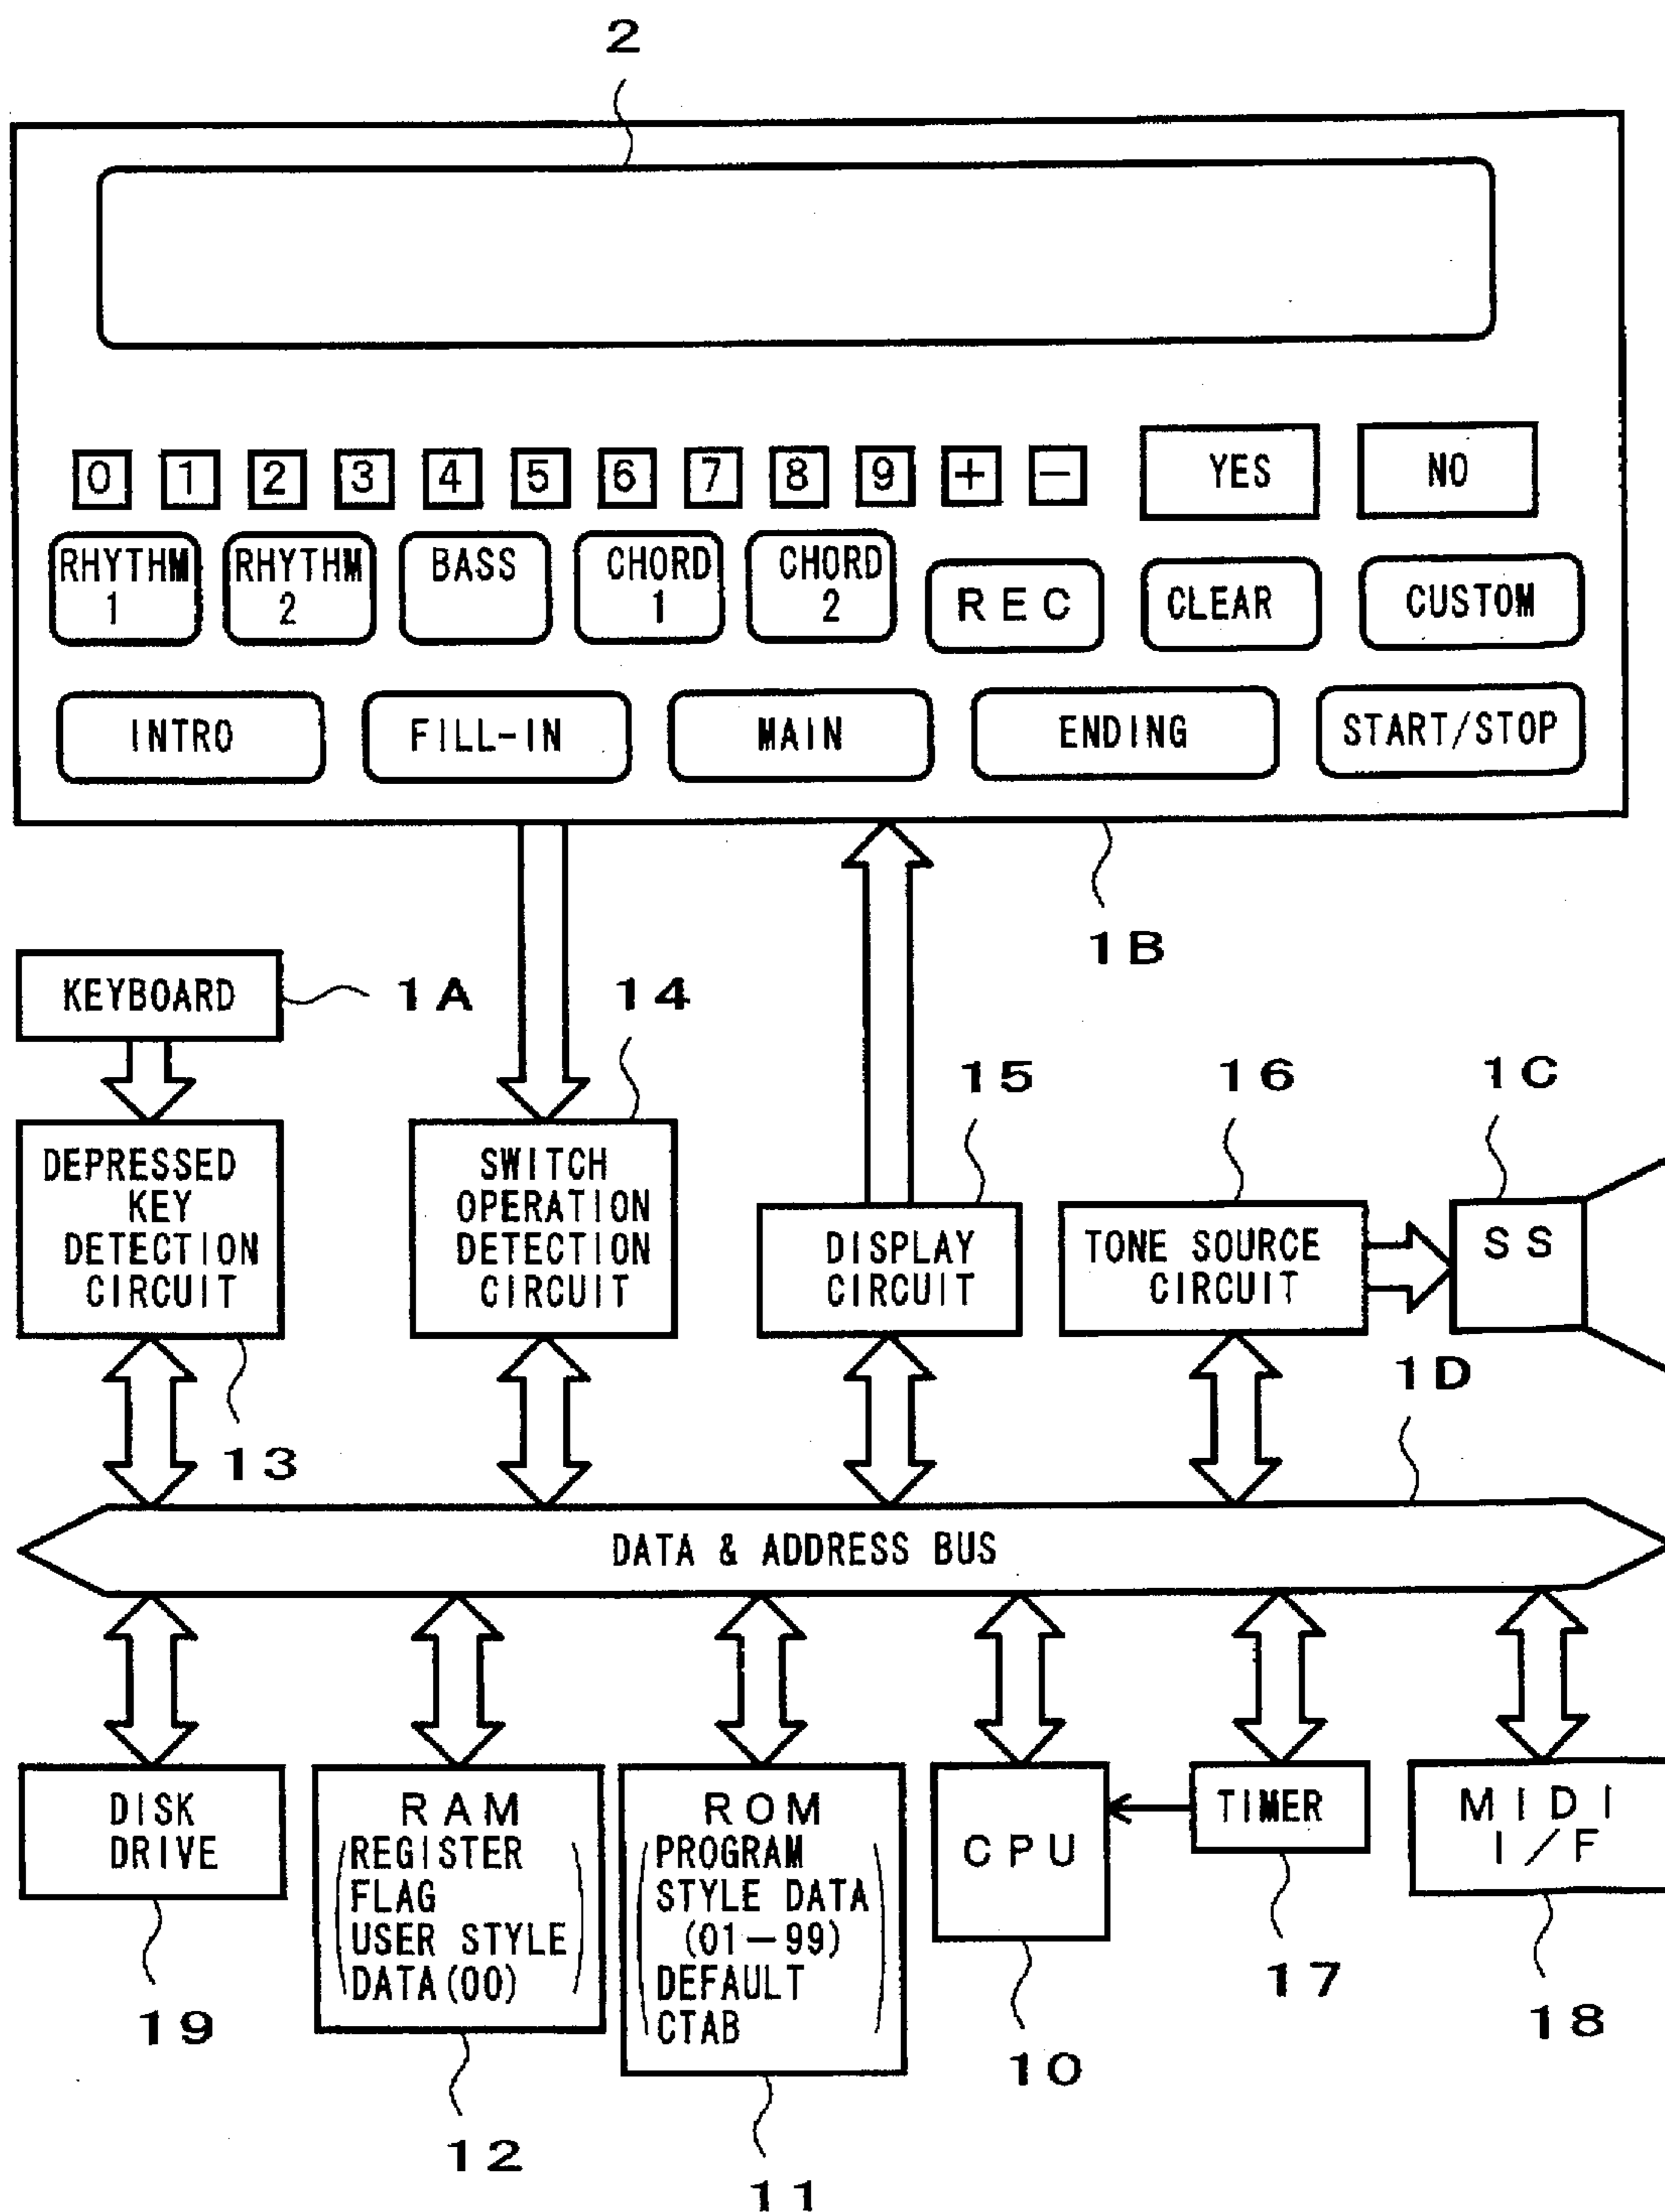 2
0 1 2 3 4 5 6 7 8 9 + − YES NO
RHYTHM 1
RHYTHM 2
BASS
CHORD 1
CHORD 2
REC
CLEAR
CUSTOM
INTRO
FILL-IN
MAIN
ENDING
START/STOP
1B
KEYBOARD
1A
14
15
16
1C
DEPRESSED
KEY
DETECTION
CIRCUIT
SWITCH
OPERATION
DETECTION
CIRCUIT
DISPLAY
CIRCUIT
TONE SOURCE
CIRCUIT
SS
13
1D
DATA & ADDRESS BUS
DISK
DRIVE
RAM
REGISTER
FLAG
USER STYLE
DATA(00)
ROM
PROGRAM
STYLE DATA
(01−99)
DEFAULT
CTAB
CPU
TIMER
MIDI
I/F
19
12
11
10
17
18